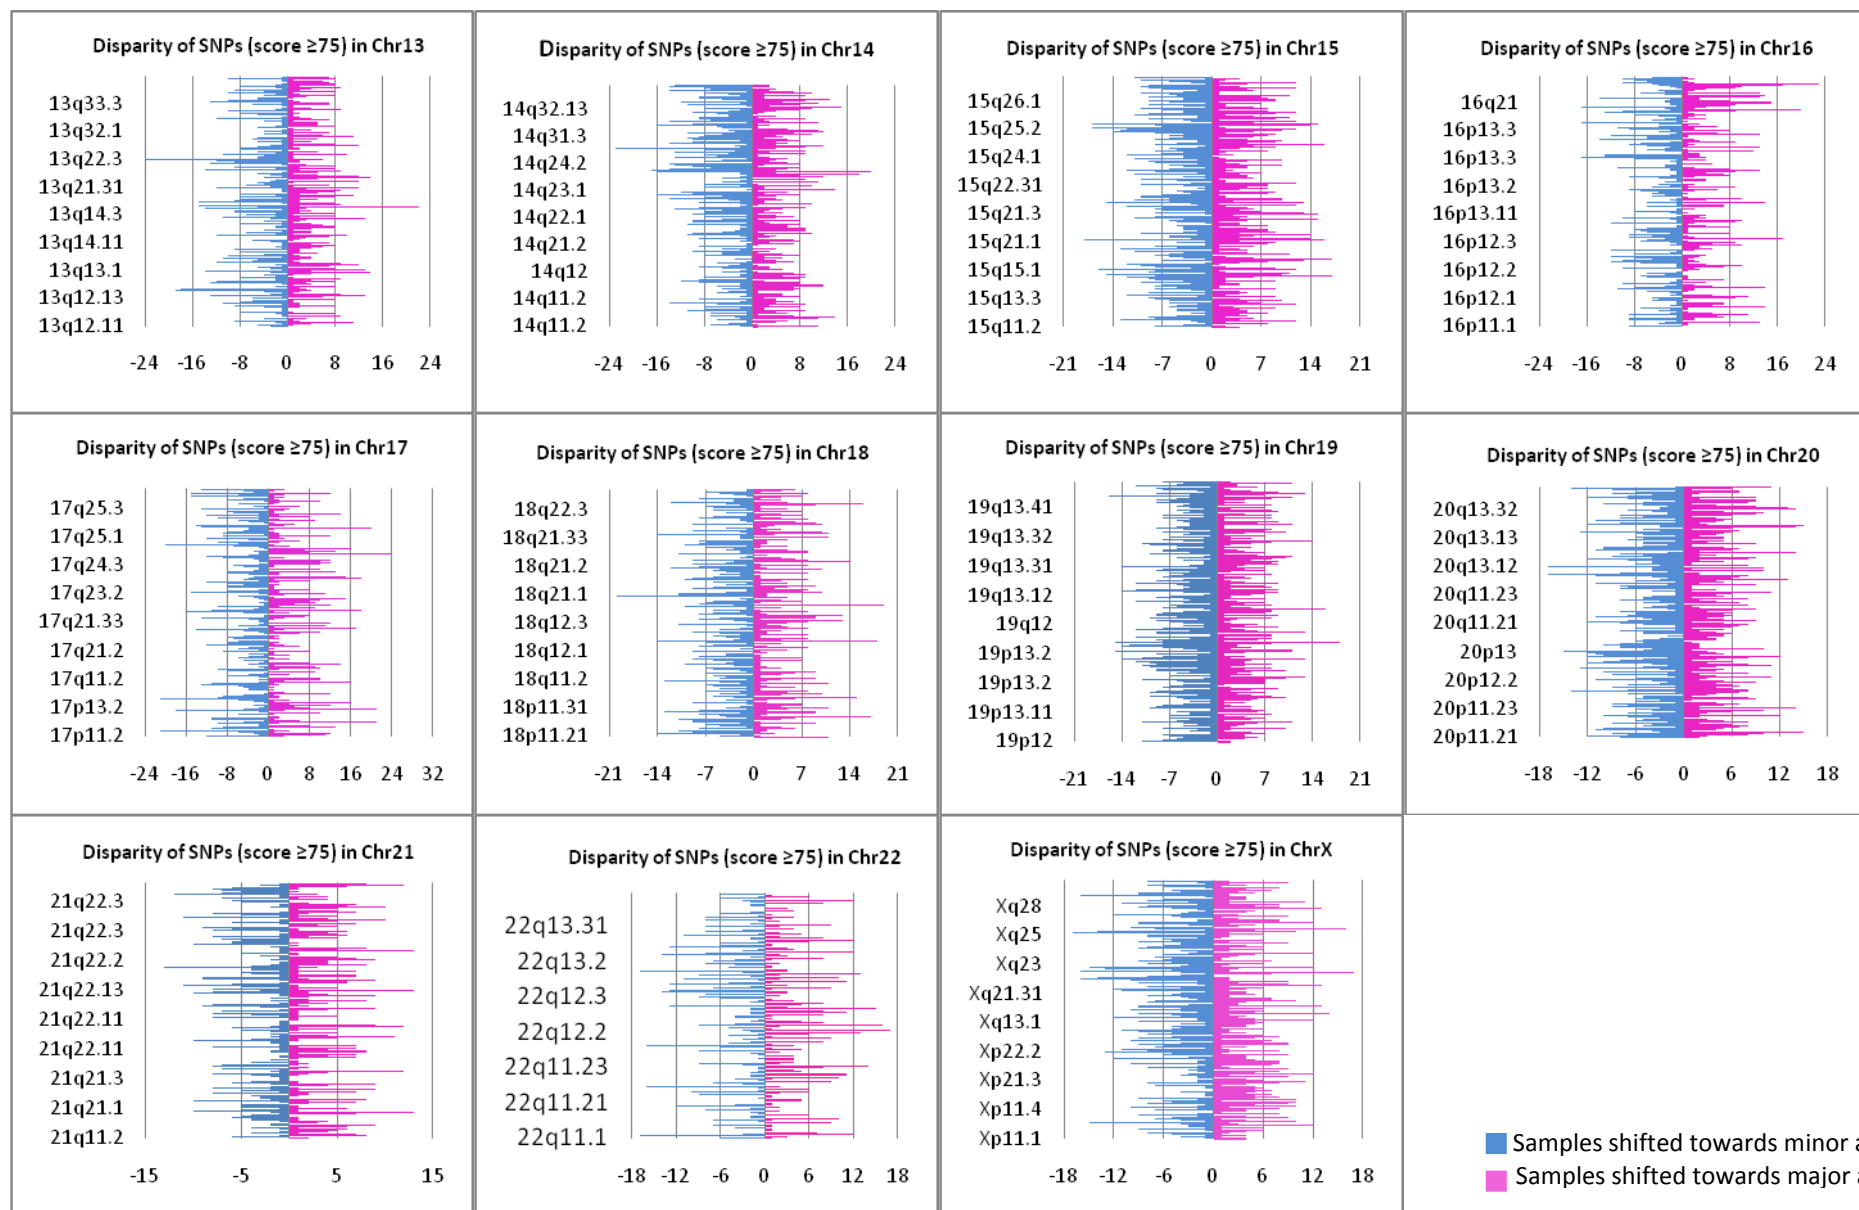 Disparity of SNPs (score ≥75) in Chr13
13q33.3
13q32.1
13q22.3
13q21.31
13q14.3
13q14.11
13q13.1
13q12.13
13q12.11
-24 -16 -8 0 8 16 24
Disparity of SNPs (score ≥75) in Chr14
14q32.13
14q31.3
14q24.2
14q23.1
14q22.1
14q21.2
14q12
14q11.2
14q11.2
-24 -16 -8 0 8 16 24
Disparity of SNPs (score ≥75) in Chr15
15q26.1
15q25.2
15q24.1
15q22.31
15q21.3
15q21.1
15q15.1
15q13.3
15q11.2
-21 -14 -7 0 7 14 21
Disparity of SNPs (score ≥75) in Chr16
16q21
16p13.3
16p13.3
16p13.2
16p13.11
16p12.3
16p12.2
16p12.1
16p11.1
-24 -16 -8 0 8 16 24
Disparity of SNPs (score ≥75) in Chr17
17q25.3
17q25.1
17q24.3
17q23.2
17q21.33
17q21.2
17q11.2
17p13.2
17p11.2
-24 -16 -8 0 8 16 24 32
Disparity of SNPs (score ≥75) in Chr18
18q22.3
18q21.33
18q21.2
18q21.1
18q12.3
18q12.1
18q11.2
18p11.31
18p11.21
-21 -14 -7 0 7 14 21
Disparity of SNPs (score ≥75) in Chr19
19q13.41
19q13.32
19q13.31
19q13.12
19q12
19p13.2
19p13.2
19p13.11
19p12
-21 -14 -7 0 7 14 21
Disparity of SNPs (score ≥75) in Chr20
20q13.32
20q13.13
20q13.12
20q11.23
20q11.21
20p13
20p12.2
20p11.23
20p11.21
-18 -12 -6 0 6 12 18
Disparity of SNPs (score ≥75) in Chr21
21q22.3
21q22.3
21q22.2
21q22.13
21q22.11
21q22.11
21q21.3
21q21.1
21q11.2
-15 -5 5 15
Disparity of SNPs (score ≥75) in Chr22
22q13.31
22q13.2
22q12.3
22q12.2
22q11.23
22q11.21
22q11.1
-18 -12 -6 0 6 12 18
Disparity of SNPs (score ≥75) in ChrX
Xq28
Xq25
Xq23
Xq21.31
Xq13.1
Xp22.2
Xp21.3
Xp11.4
Xp11.1
-18 -12 -6 0 6 12 18
Samples shifted towards minor a
Samples shifted towards major a